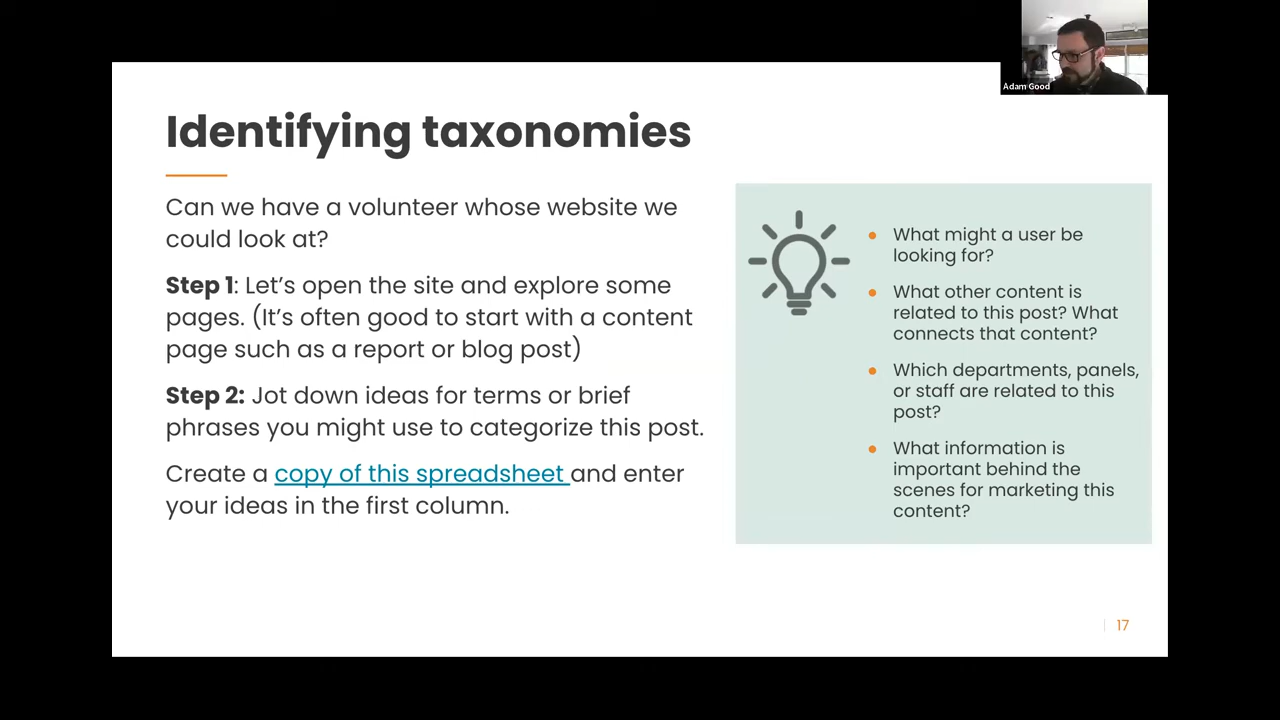 Adam Good
Identifying taxonomies
Can we have a volunteer whose website we
could look at?
Step 1: Let’s open the site and explore some
pages. (It’s often good to start with a content
page such as a report or blog post)
Step 2: Jot down ideas for terms or brief
phrases you might use to categorize this post.
Create a copy of this spreadsheet and enter
your ideas in the first column.
What might a user be
looking for?
What other content is
related to this post? What
connects that content?
Which departments, panels,
or staff are related to this
post?
What information is
important behind the
scenes for marketing this
content?
17